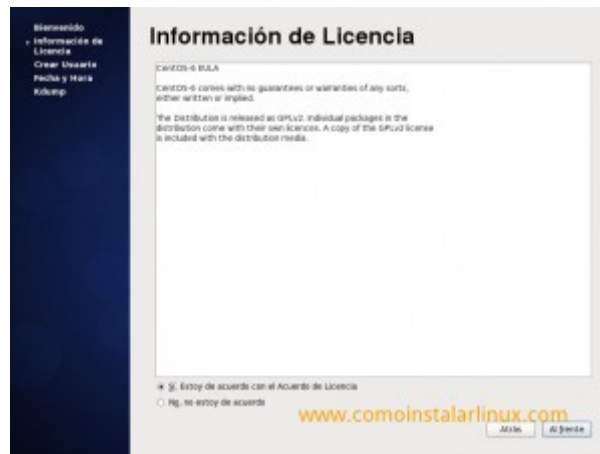 Bienvenido
Información de
Licencia
Crear Usuario
Fecha y Hora
Kdump
Información de Licencia
CentOS-6 EULA
CentOS-6 comes with no guarantees or warranties of any sorts,
either written or implied.
The Distribution is released as GPLv2. Individual packages in the
distribution come with their own licences. A copy of the GPLv2 license
is included with the distribution media.
Sí, Estoy de acuerdo con el Acuerdo de Licencia
No, no estoy de acuerdo
www.comoinstalarlinux.com
Atrás
Al frente